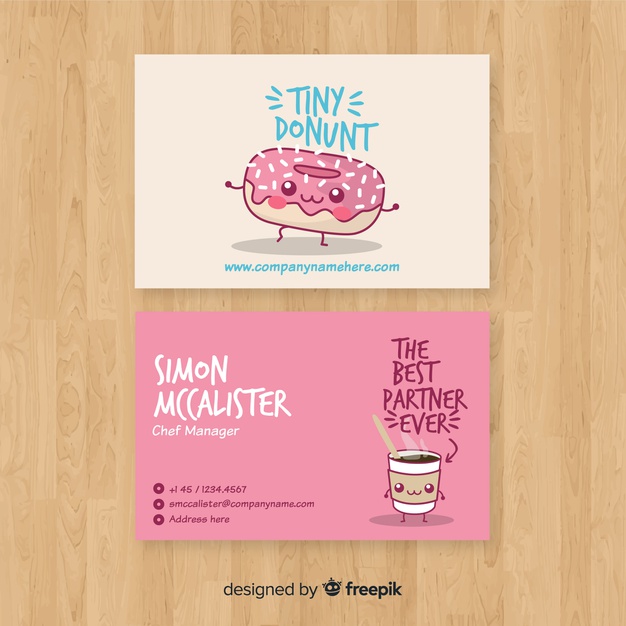 TINY
DONUNT
www.companynamehere.com
SIMON
MCCALISTER
Chef Manager
+1 45 / 1234.4567
smccalister@companyname.com
Address here
THE
BEST
PARTNER
EVER
designed by freepik